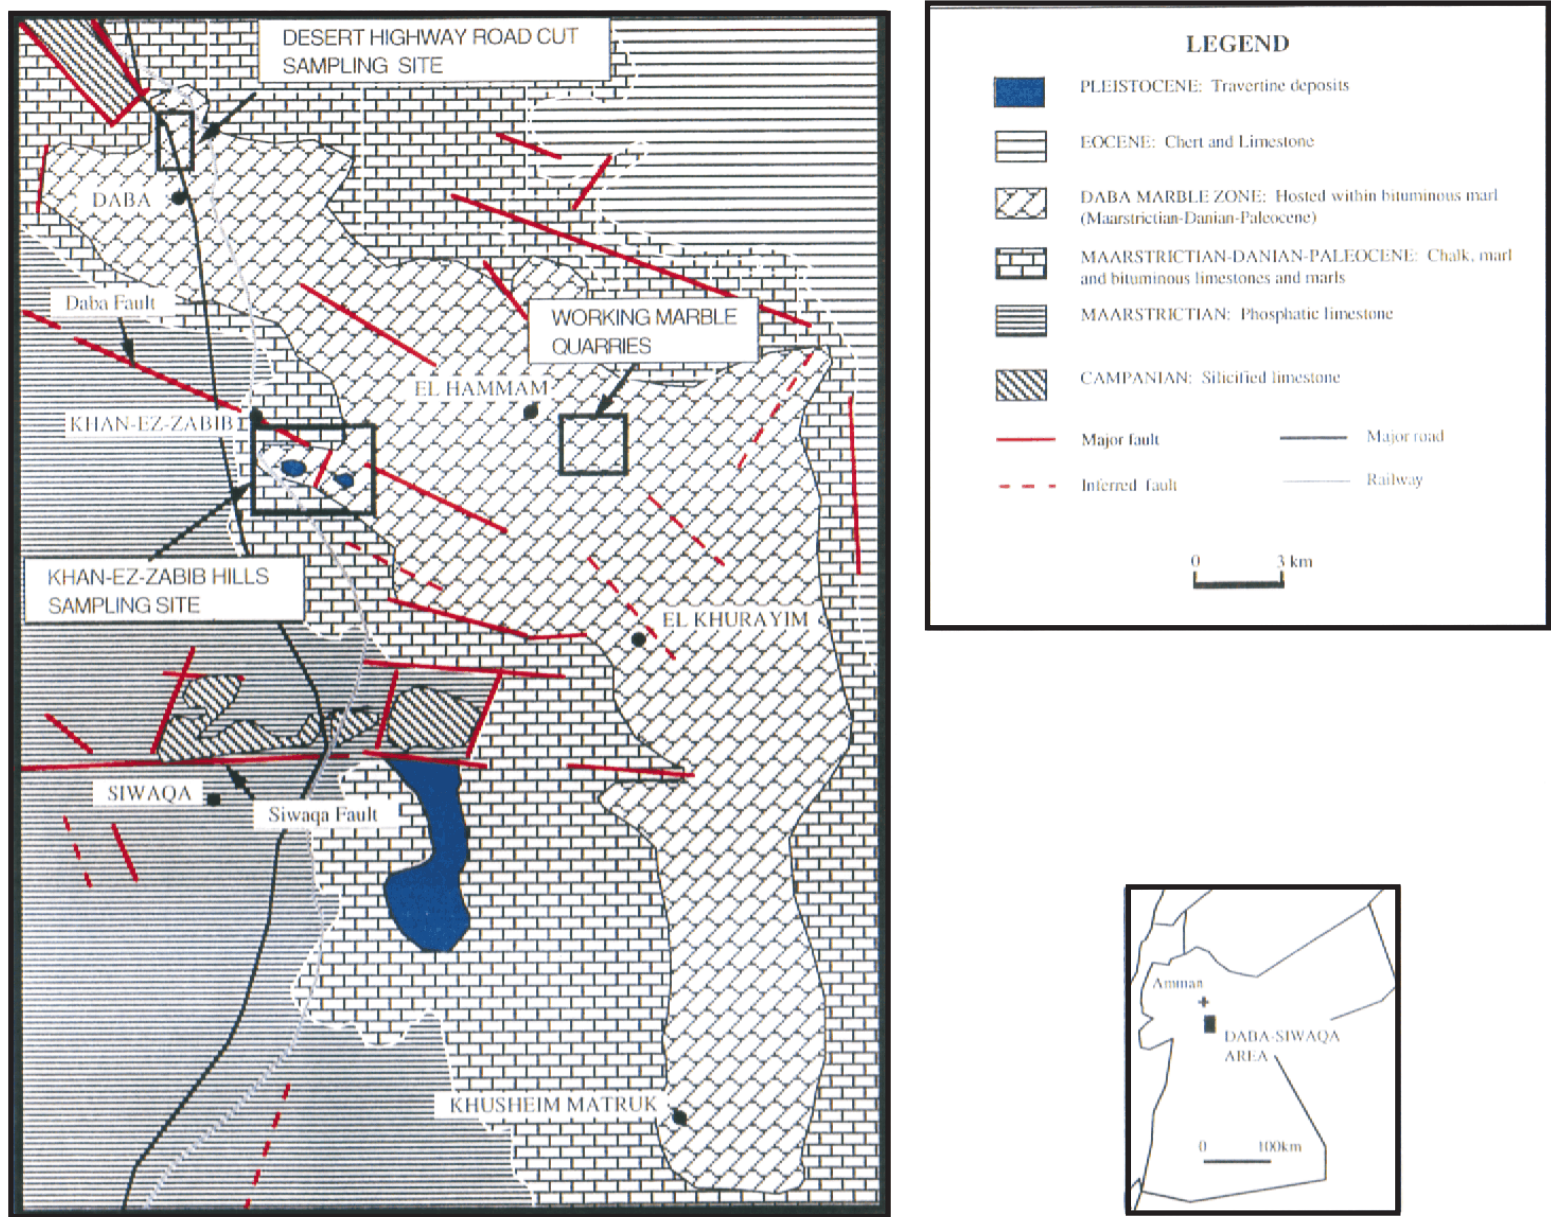 DESERT HIGHWAY ROAD CUT
SAMPLING SITE
DABA
Daba Fault
WORKING MARBLE
QUARRIES
EL HAMMAM
KHAN-EZ-ZABIB
KHAN-EZ-ZABIB HILLS
SAMPLING SITE
EL KHURAYIM
SIWAQA
Siwaqa Fault
KHUSHEIM MATRUK
LEGEND
PLEISTOCENE: Travertine deposits
EOCENE: Chert and Limestone
DABA MARBLE ZONE: Hosted within bituminous marl
(Maarstrictian-Danian-Paleocene)
MAARSTRICTIAN-DANIAN-PALEOCENE: Chalk, marl
and bituminous limestones and marls
MAARSTRICTIAN: Phosphatic limestone
CAMPANIAN: Silicified limestone
Major fault
Major road
Inferred fault
Railway
0 3 km
Amman
DABA-SIWAQA
AREA
0 100km